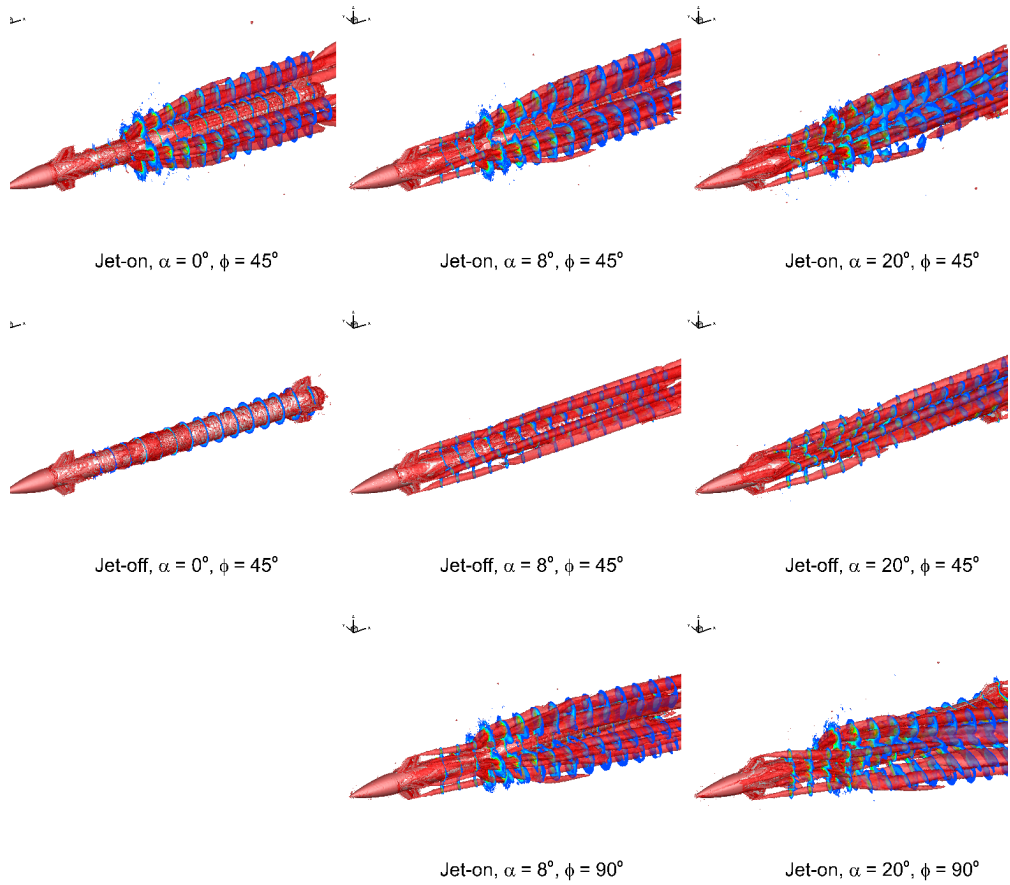 Jet-on, α = 0°, ϕ = 45°
Jet-on, α = 8°, ϕ = 45°
Jet-on, α = 20°, ϕ = 45°
Jet-off, α = 0°, ϕ = 45°
Jet-off, α = 8°, ϕ = 45°
Jet-off, α = 20°, ϕ = 45°
Jet-on, α = 8°, ϕ = 90°
Jet-on, α = 20°, ϕ = 90°